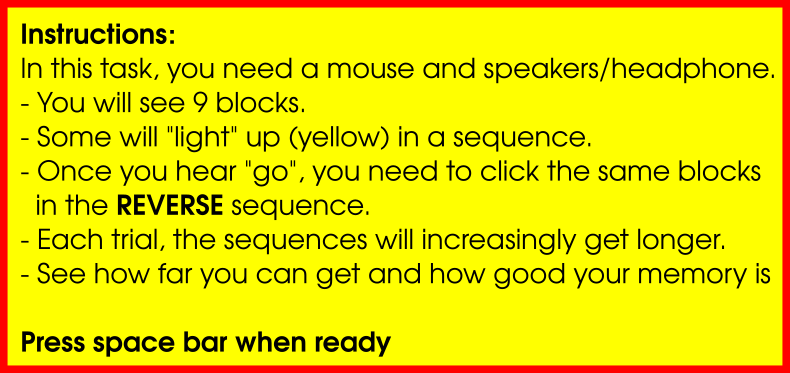 Instructions:
In this task, you need a mouse and speakers/headphone.
- You will see 9 blocks.
- Some will "light" up (yellow) in a sequence.
- Once you hear "go", you need to click the same blocks
in the REVERSE sequence.
- Each trial, the sequences will increasingly get longer.
- See how far you can get and how good your memory is
Press space bar when ready